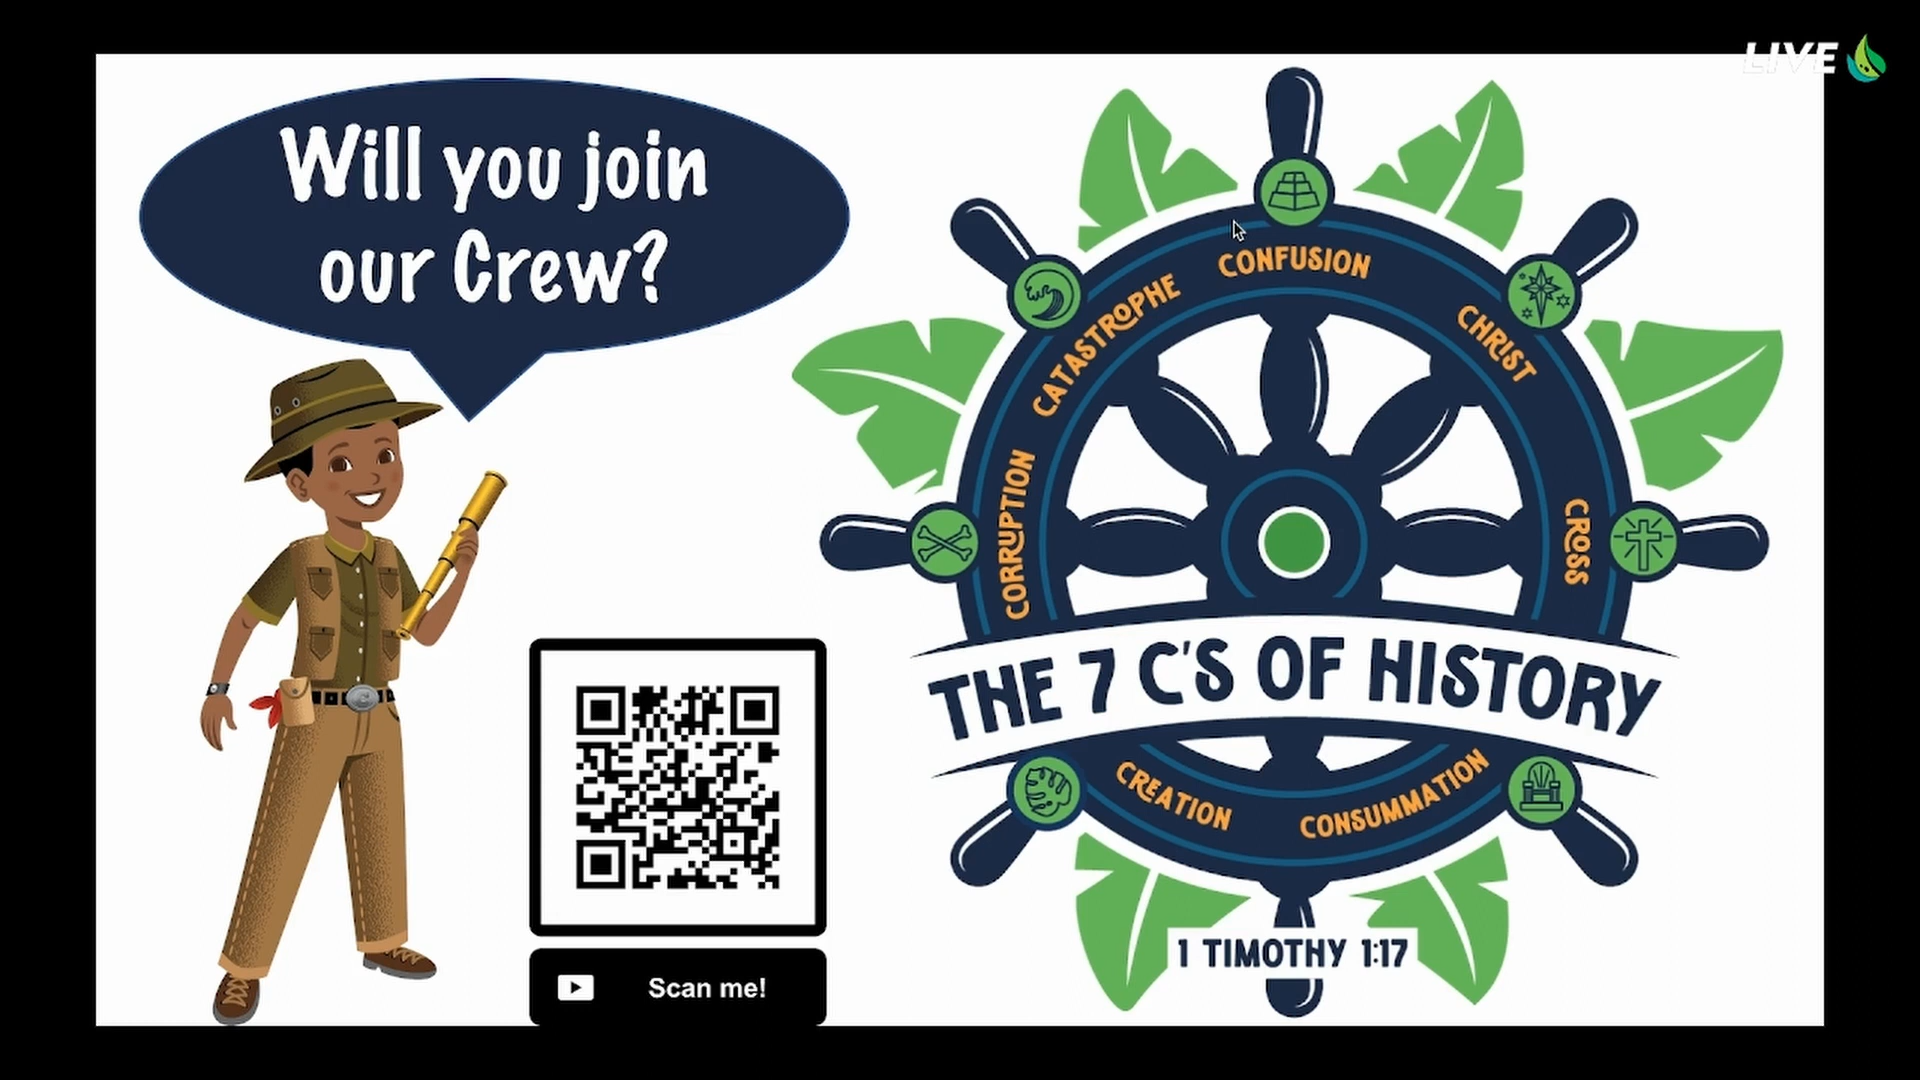 LIVE
Will you join
our Crew?
CREATION
CORRUPTION
CATASTROPHE
CONFUSION
CHRIST
CROSS
CONSUMMATION
THE 7 C'S OF HISTORY
1 TIMOTHY 1:17
Scan me!